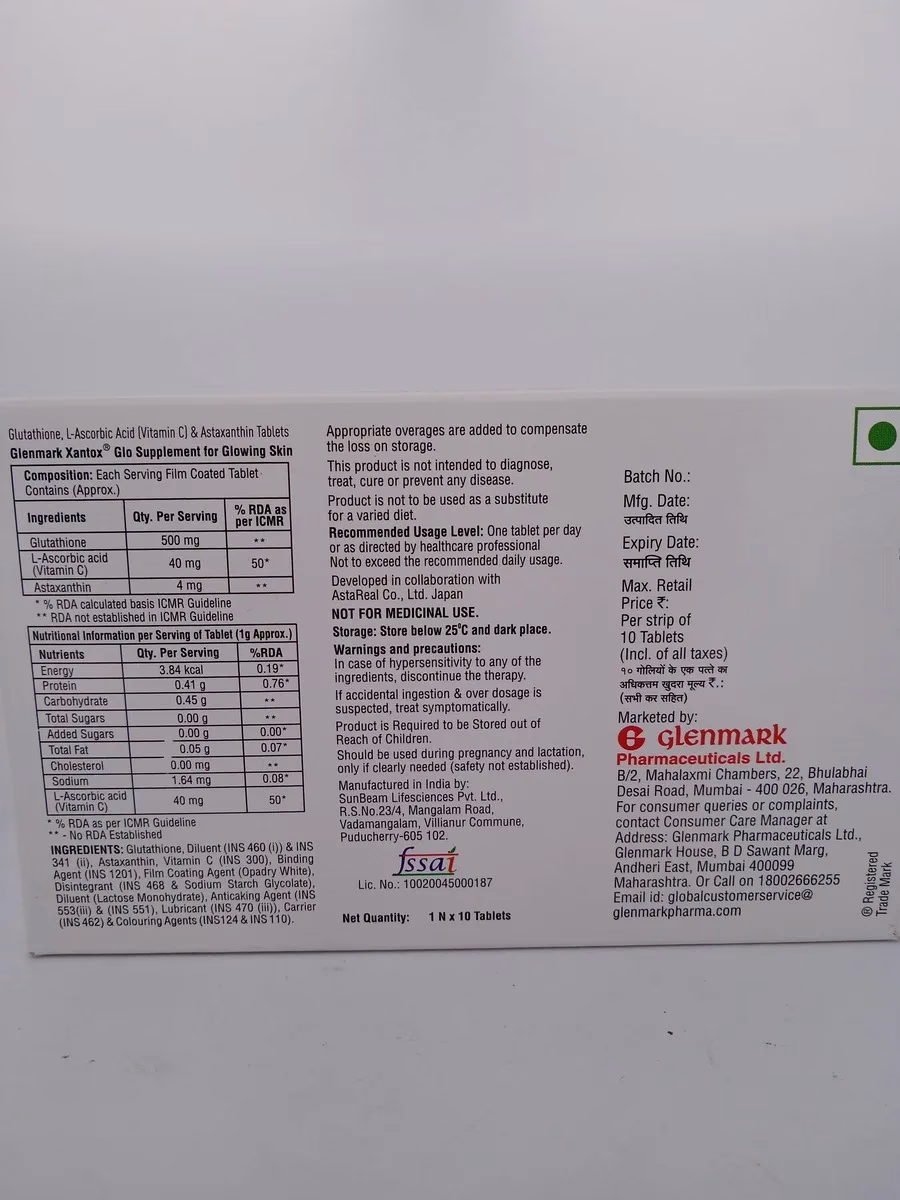 Glutathione, L-Ascorbic Acid (Vitamin C) & Astaxanthin Tablets
Glenmark Xantox® Glo Supplement for Glowing Skin
Composition: Each Serving Film Coated Tablet
Contains (Approx.)
Ingredients Qty. Per Serving % RDA as per ICMR
Glutathione 500 mg **
L-Ascorbic acid (Vitamin C) 40 mg 50*
Astaxanthin 4 mg **
* % RDA calculated basis ICMR Guideline
** RDA not established in ICMR Guideline
Nutritional Information per Serving of Tablet (1g Approx.)
Nutrients Qty. Per Serving %RDA
Energy 3.84 kcal 0.19*
Protein 0.41 g 0.76*
Carbohydrate 0.45 g **
Total Sugars 0.00 g **
Added Sugars 0.00 g 0.00*
Total Fat 0.05 g 0.07*
Cholesterol 0.00 mg **
Sodium 1.64 mg 0.08*
L-Ascorbic acid (Vitamin C) 40 mg 50*
* % RDA as per ICMR Guideline
** - No RDA Established
INGREDIENTS: Glutathione, Diluent (INS 460 (i)) & INS
341 (ii), Astaxanthin, Vitamin C (INS 300), Binding
Agent (INS 1201), Film Coating Agent (Opadry White),
Disintegrant (INS 468 & Sodium Starch Glycolate),
Diluent (Lactose Monohydrate), Anticaking Agent (INS
553(iii) & (INS 551), Lubricant (INS 470 (iii)), Carrier
(INS 462) & Colouring Agents (INS124 & INS 110).
Appropriate overages are added to compensate
the loss on storage.
This product is not intended to diagnose,
treat, cure or prevent any disease.
Product is not to be used as a substitute
for a varied diet.
Recommended Usage Level: One tablet per day
or as directed by healthcare professional
Not to exceed the recommended daily usage.
Developed in collaboration with
AstaReal Co., Ltd. Japan
NOT FOR MEDICINAL USE.
Storage: Store below 25°C and dark place.
Warnings and precautions:
In case of hypersensitivity to any of the
ingredients, discontinue the therapy.
If accidental ingestion & over dosage is
suspected, treat symptomatically.
Product is Required to be Stored out of
Reach of Children.
Should be used during pregnancy and lactation,
only if clearly needed (safety not established).
Manufactured in India by:
SunBeam Lifesciences Pvt. Ltd.,
R.S.No.23/4, Mangalam Road,
Vadamangalam, Villianur Commune,
Puducherry-605 102.
fssai
Lic. No.: 10020045000187
Net Quantity: 1 N x 10 Tablets
Batch No.:
Mfg. Date:
उत्पादित तिथि
Expiry Date:
समाप्ति तिथि
Max. Retail
Price ₹:
Per strip of
10 Tablets
(Incl. of all taxes)
१० गोलियों के एक पत्ते का
अधिकतम खुदरा मूल्य ₹.:
(सभी कर सहित)
Marketed by:
G glenmark
Pharmaceuticals Ltd.
B/2, Mahalaxmi Chambers, 22, Bhulabhai
Desai Road, Mumbai - 400 026, Maharashtra.
For consumer queries or complaints,
contact Consumer Care Manager at
Address: Glenmark Pharmaceuticals Ltd.,
Glenmark House, B D Sawant Marg,
Andheri East, Mumbai 400099
Maharashtra. Or Call on 18002666255
Email id: globalcustomerservice@
glenmarkpharma.com
® Registered
Trade Mark